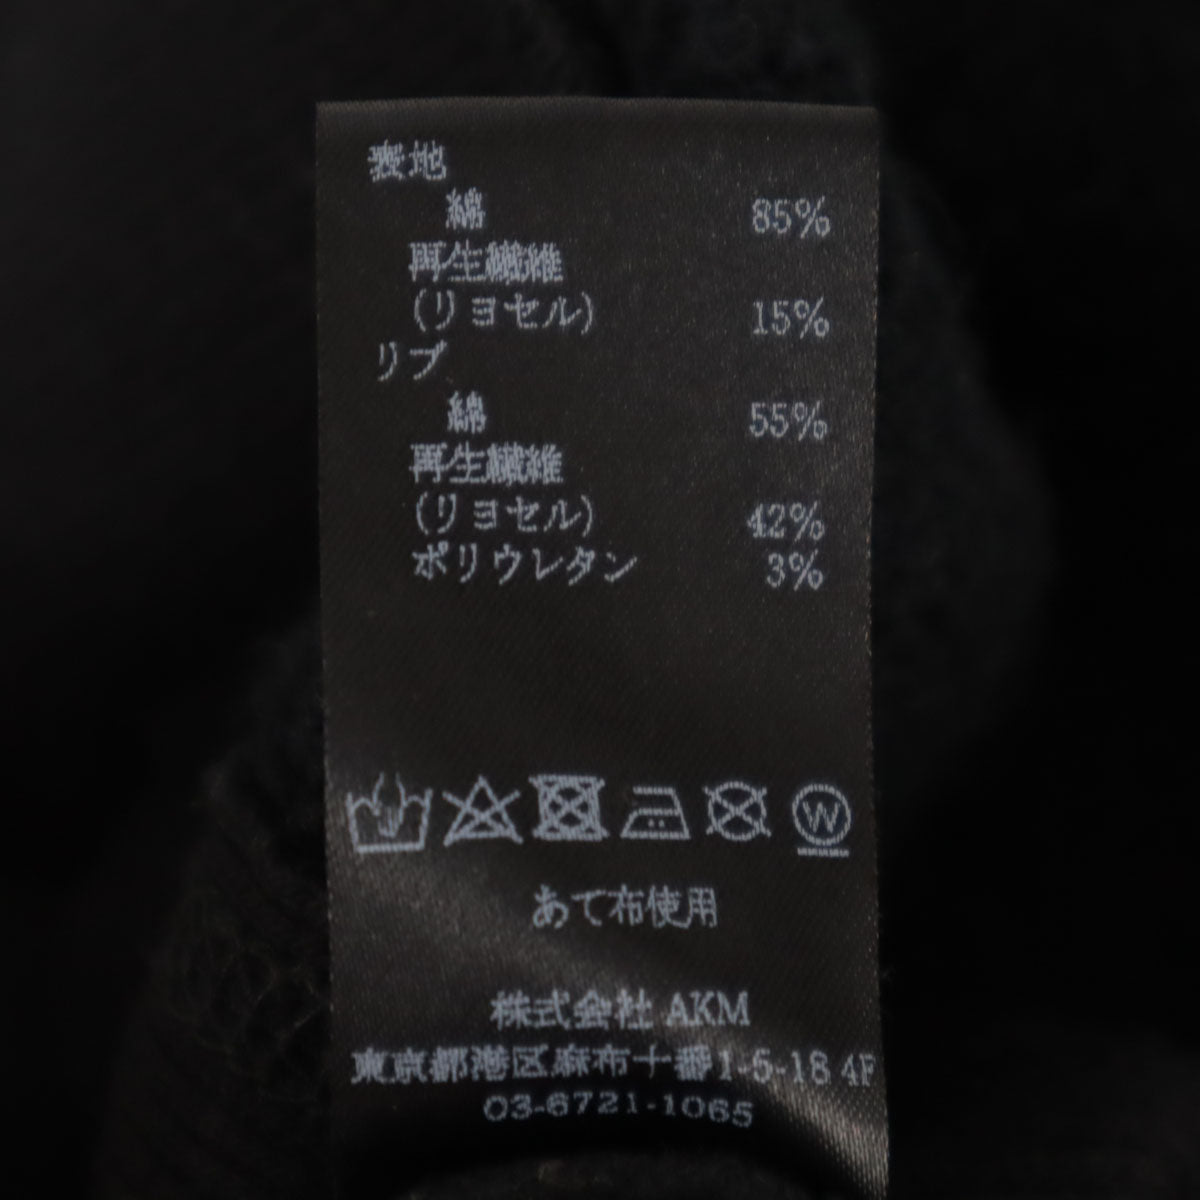 表地
綿 85%
再生繊維
(リヨセル) 15%
リブ
綿 55%
再生繊維
(リヨセル) 42%
ポリウレタン 3%
W
あて布使用
株式会社 AKM
東京都港区麻布十番1-5-18 4F
03-6721-1065